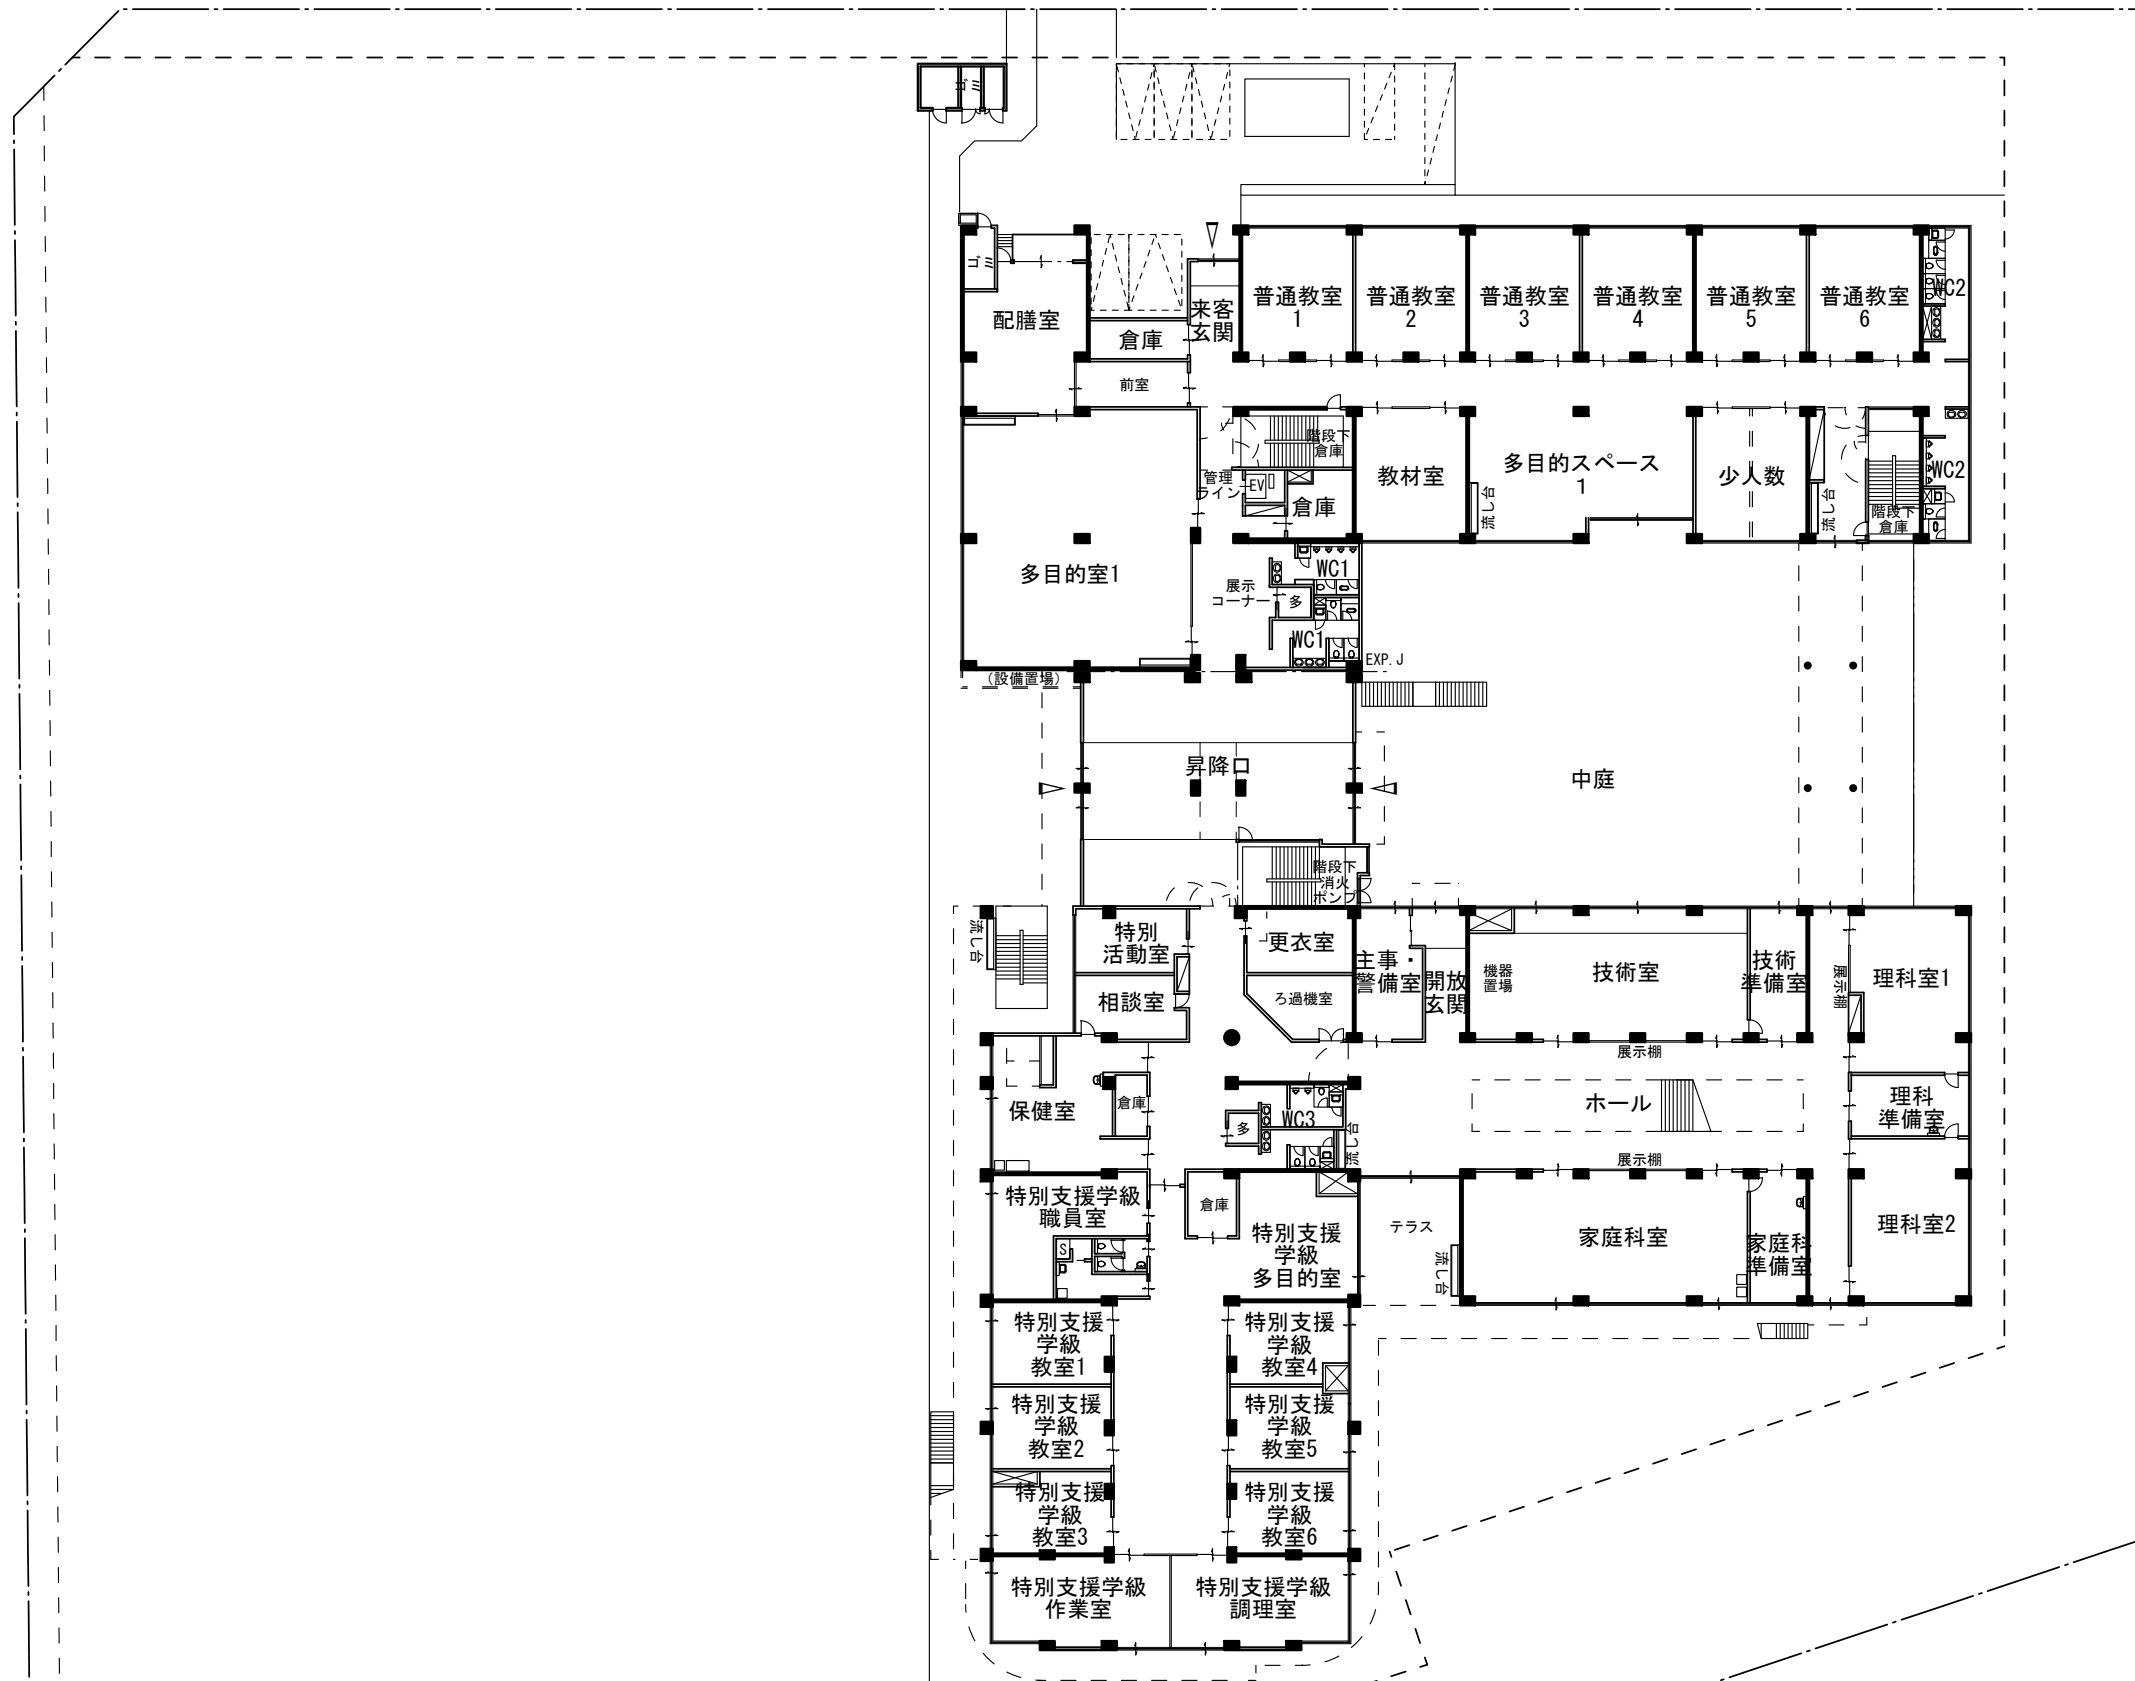 ゴミ
ゴミ
配膳室
倉庫
前室
来客
玄関
普通教室
1
普通教室
2
普通教室
3
普通教室
4
普通教室
5
普通教室
6
WC2
階段下
倉庫
管理
ライン
EV
倉庫
教材室
流し台
多目的スペース
1
少人数
流し台
階段下
倉庫
WC2
多目的室1
展示
コーナー
WC1
多
WC1
EXP.J
(設備置場)
昇降口
中庭
階段下
消火
ポンプ
流し台
特別
活動室
相談室
更衣室
ろ過機室
主事・
警備室
開放
玄関
機器
置場
技術室
技術
準備室
展示棚
理科室1
展示棚
保健室
倉庫
多
WC3
流し台
ホール
理科
準備室
展示棚
特別支援学級
職員室
S
倉庫
特別支援
学級
多目的室
テラス
流し台
家庭科室
家庭科
準備室
理科室2
特別支援
学級
教室1
特別支援
学級
教室4
特別支援
学級
教室2
特別支援
学級
教室5
特別支援
学級
教室3
特別支援
学級
教室6
特別支援学級
作業室
特別支援学級
調理室